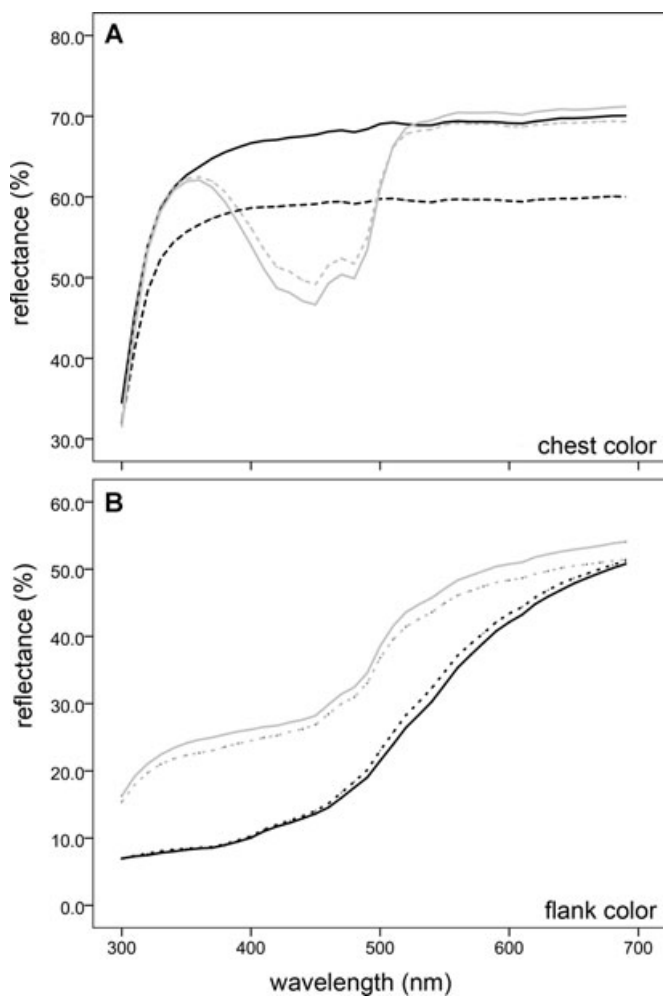 A
80.0
70.0
60.0
50.0
40.0
30.0
reflectance (%)
chest color
B
60.0
50.0
40.0
30.0
20.0
10.0
0.0
reflectance (%)
flank color
300 400 500 600 700
wavelength (nm)